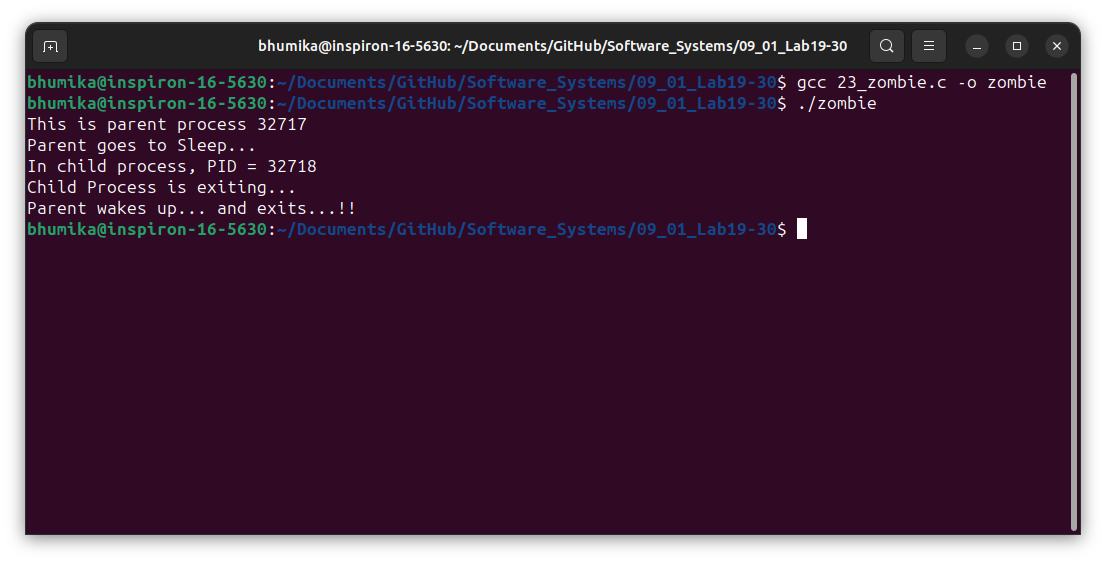 bhumika@inspiron-16-5630: ~/Documents/GitHub/Software_Systems/09_01_Lab19-30
bhumika@inspiron-16-5630:~/Documents/GitHub/Software_Systems/09_01_Lab19-30$ gcc 23_zombie.c -o zombie
bhumika@inspiron-16-5630:~/Documents/GitHub/Software_Systems/09_01_Lab19-30$ ./zombie
This is parent process 32717
Parent goes to Sleep...
In child process, PID = 32718
Child Process is exiting...
Parent wakes up... and exits...!!
bhumika@inspiron-16-5630:~/Documents/GitHub/Software_Systems/09_01_Lab19-30$